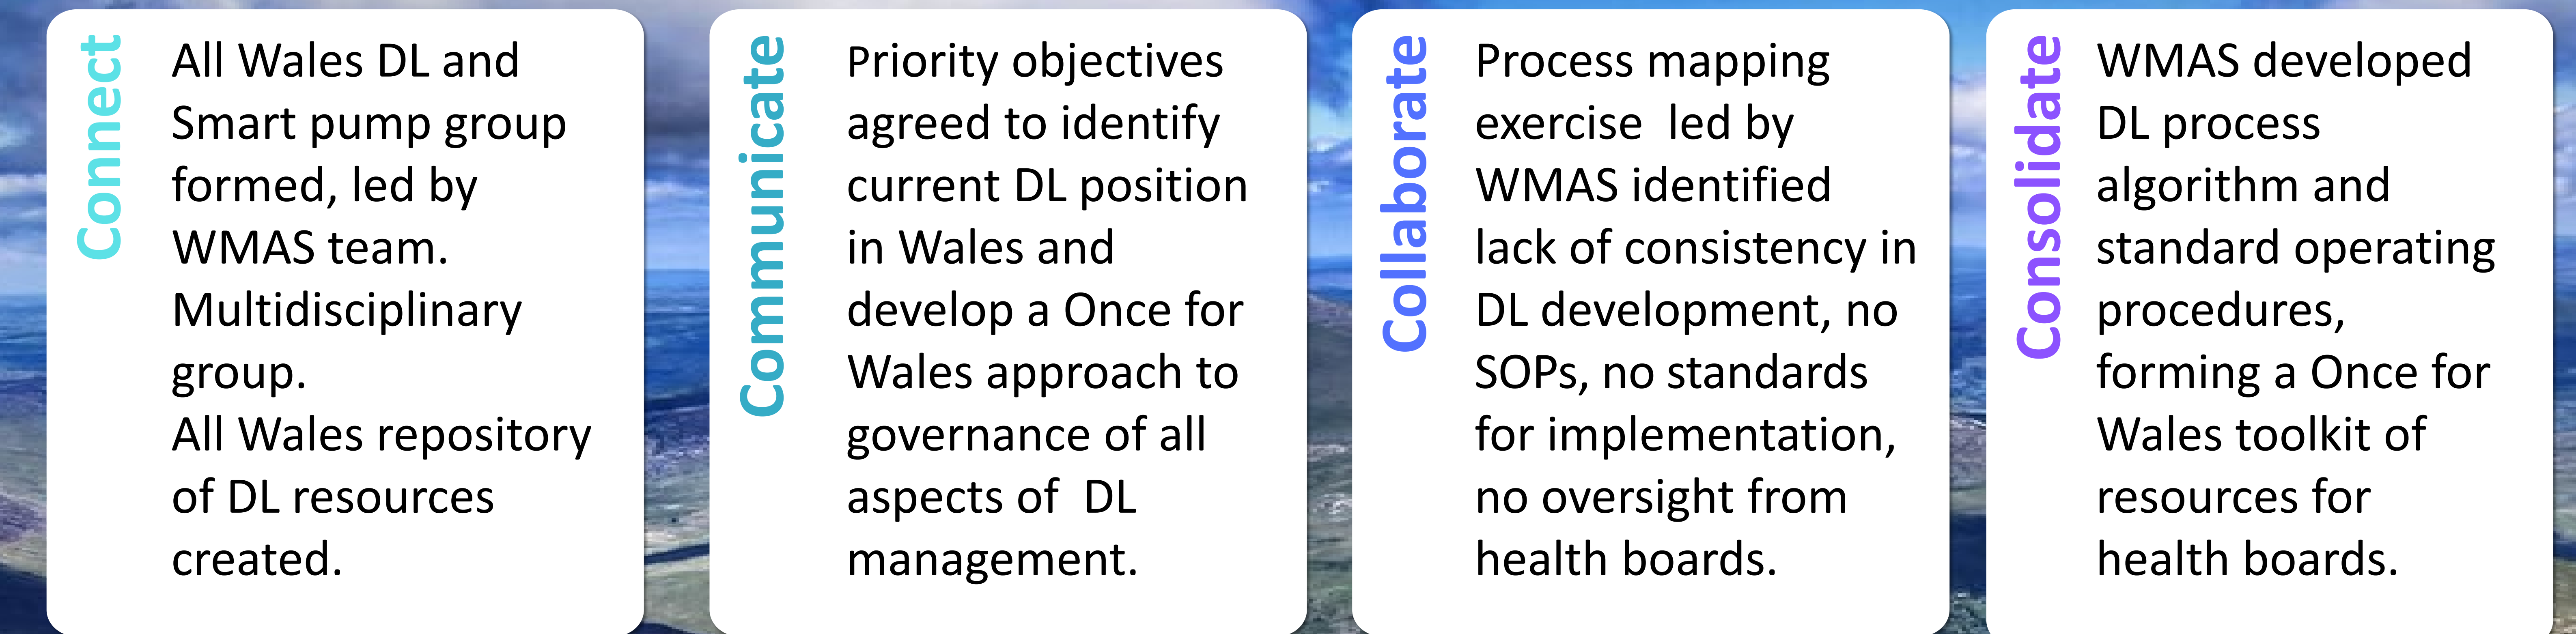 Connect
All Wales DL and
Smart pump group
formed, led by
WMAS team.
Multidisciplinary
group.
All Wales repository
of DL resources
created.
Communicate
Priority objectives
agreed to identify
current DL position
in Wales and
develop a Once for
Wales approach to
governance of all
aspects of  DL
management.
Collaborate
Process mapping
exercise  led by
WMAS identified
lack of consistency in
DL development, no
SOPs, no standards
for implementation,
no oversight from
health boards.
Consolidate
WMAS developed
DL process
algorithm and
standard operating
procedures,
forming a Once for
Wales toolkit of
resources for
health boards.